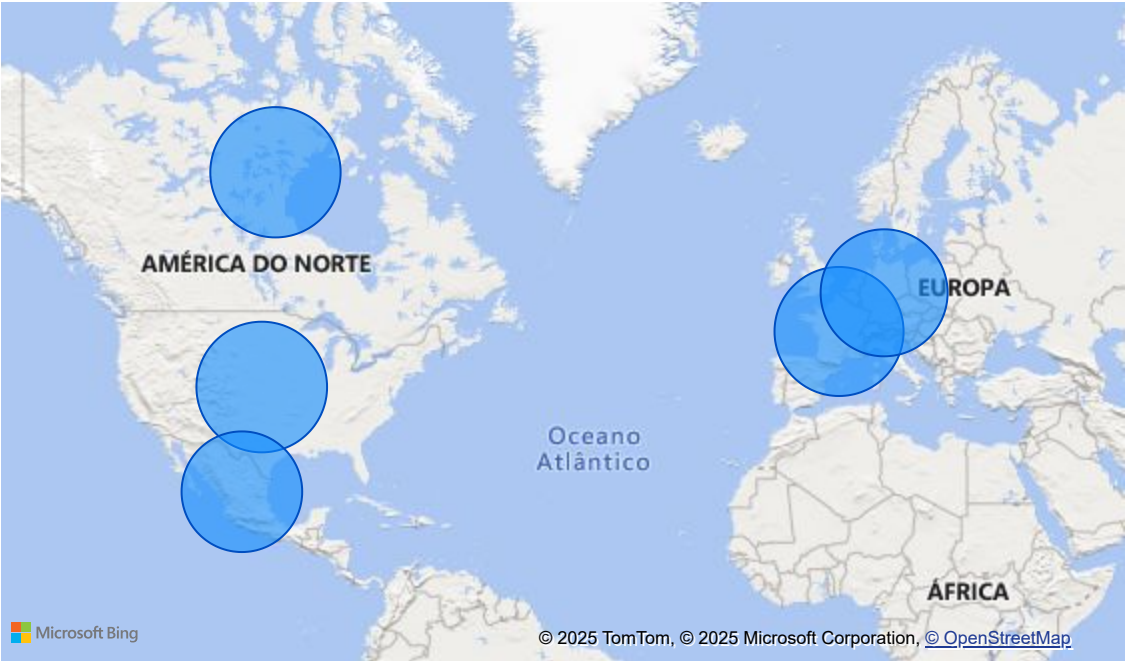 AMÉRICA DO NORTE
EUROPA
Oceano
Atlântico
ÁFRICA
Microsoft Bing
© 2025 TomTom, © 2025 Microsoft Corporation, © OpenStreetMap